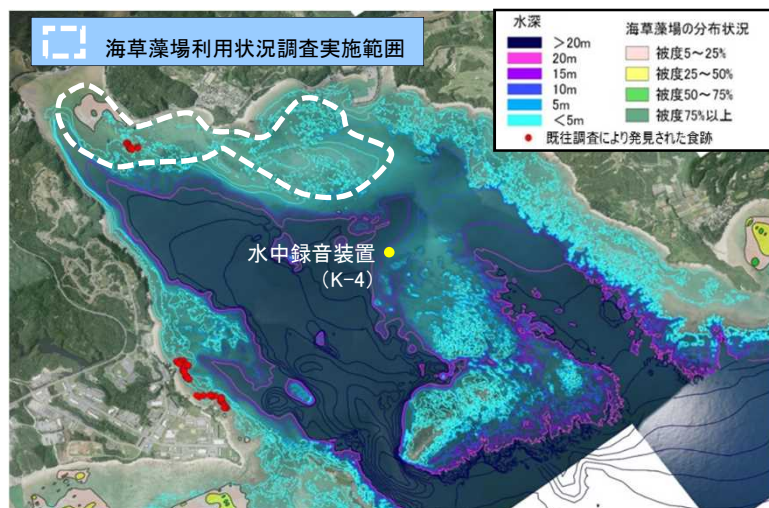 海草藻場利用状況調査実施範囲
水深
>20m
20m
15m
10m
5m
<5m
海草藻場の分布状況
被度5～25%
被度25～50%
被度50～75%
被度75%以上
既往調査により発見された食跡
水中録音装置
（K-4）